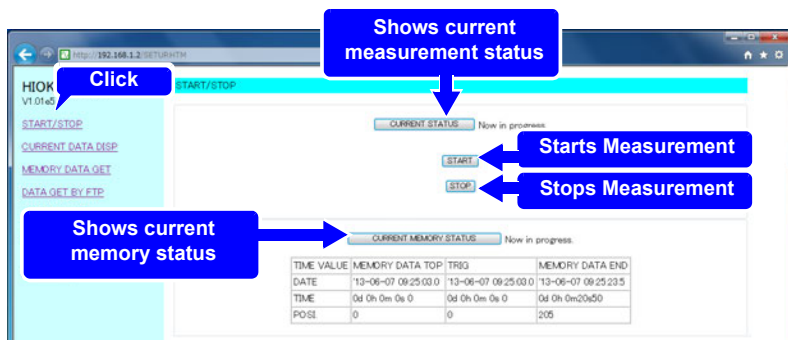 Shows current
measurement status
http://192.168.1.2/SETUP.HTM
HIOK
Click
START/STOP
V1.01e5
START/STOP
CURRENT STATUS Now in progress.
CURRENT DATA DISP
START Starts Measurement
MEMORY DATA GET
STOP Stops Measurement
DATA GET BY FTP
Shows current
memory status
CURRENT MEMORY STATUS Now in progress.
TIME VALUE MEMORY DATA TOP TRIG MEMORY DATA END
DATE '13-06-07 09:25:03.0 '13-06-07 09:25:03.0 '13-06-07 09:25:23.5
TIME 0d 0h 0m 0s 0 0d 0h 0m 0s 0 0d 0h 0m20s50
POSI. 0 0 205